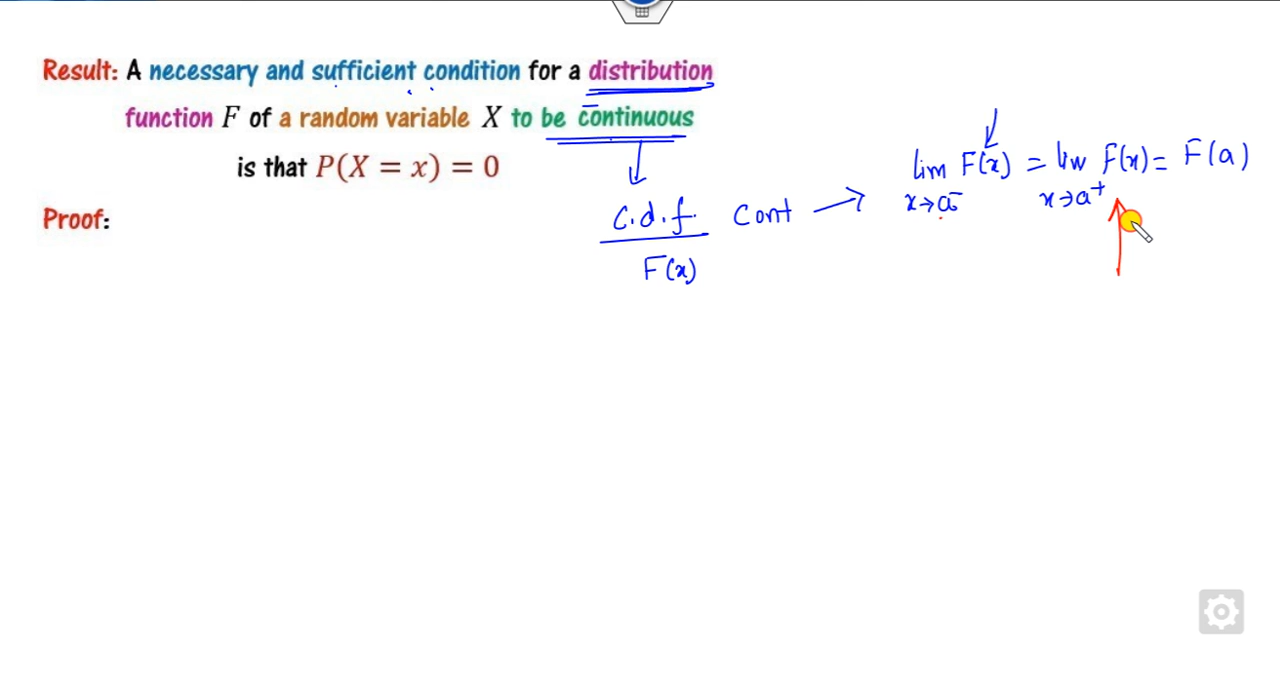 Result: A necessary and sufficient condition for a distribution
function F of a random variable X to be continuous
is that P(X = x) = 0
Proof:
c.d.f. Cont → lim F(x) = lim F(x) = F(a)
x→a⁻ x→a⁺
F(x)